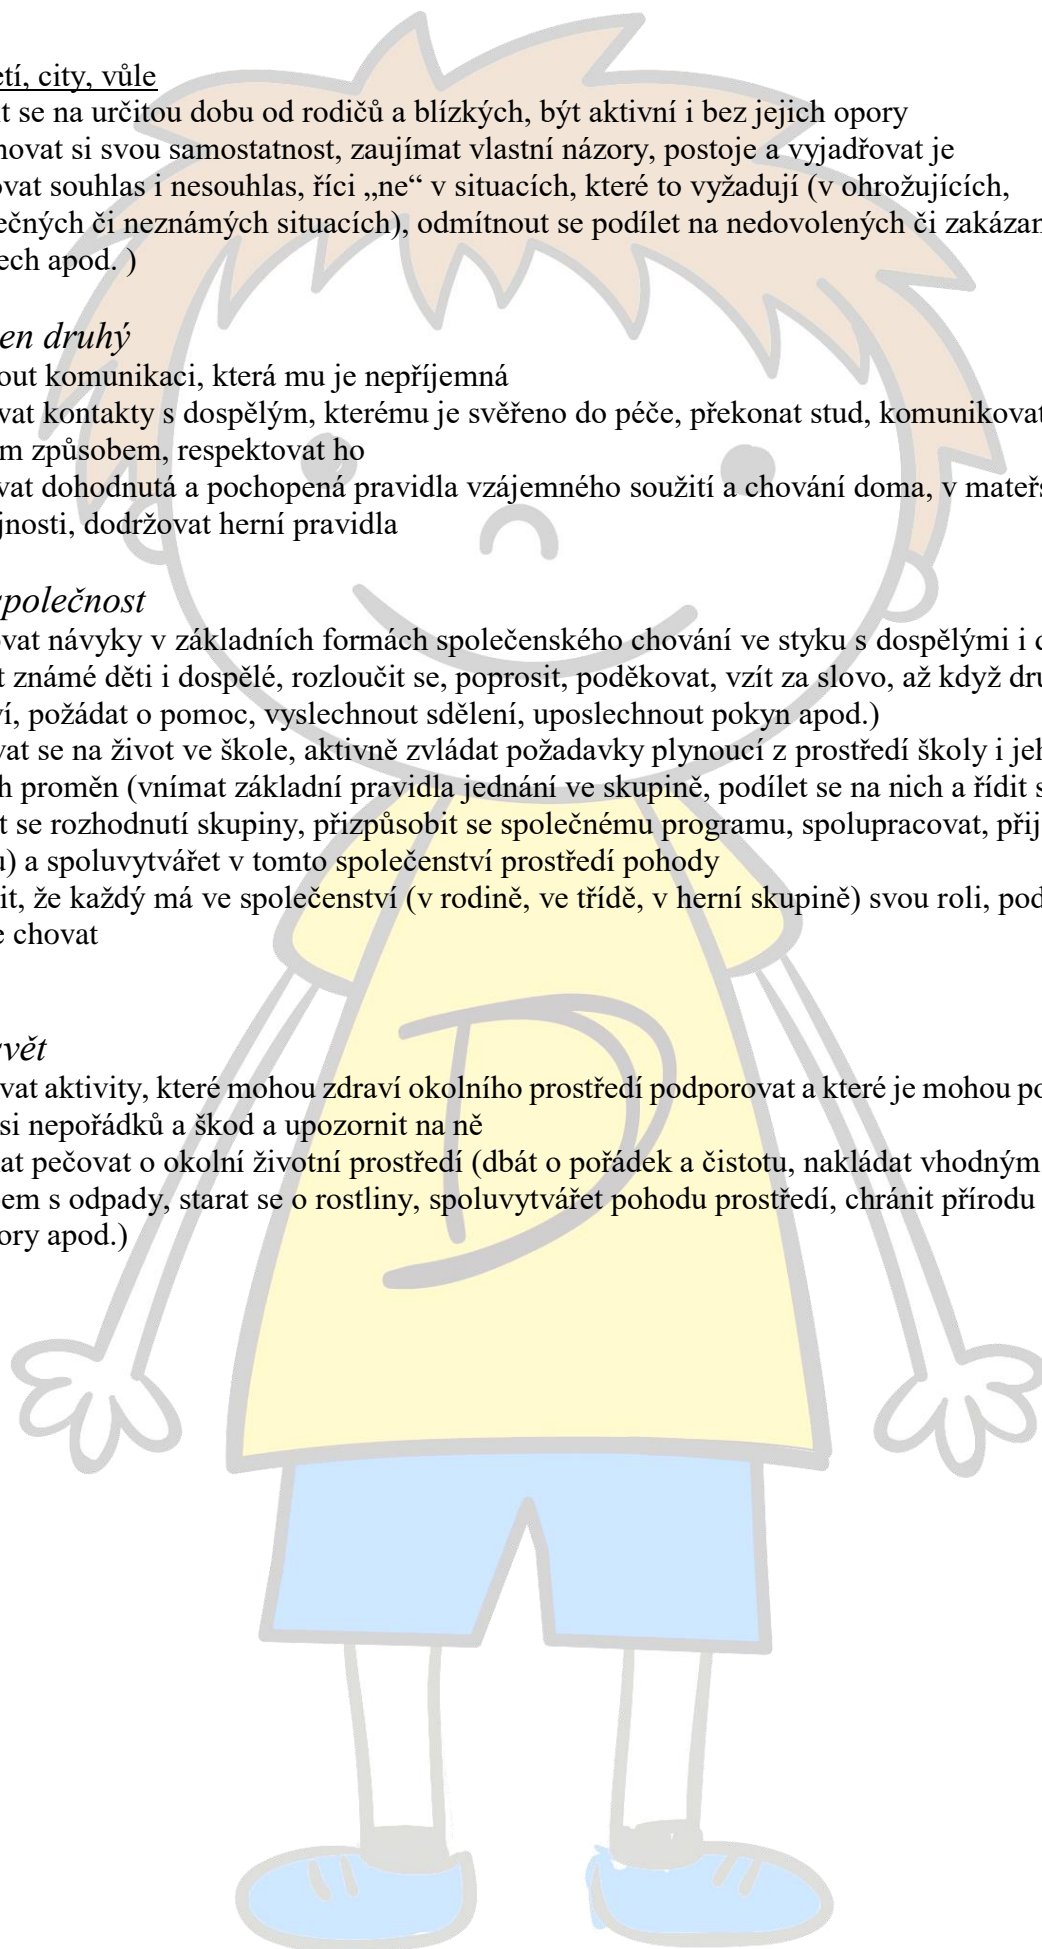 etí, city, vůle
it se na určitou dobu od rodičů a blízkých, být aktivní i bez jejich opory
novat si svou samostatnost, zaujímat vlastní názory, postoje a vyjadřovat je
ovat souhlas i nesouhlas, říci „ne“ v situacích, které to vyžadují (v ohrožujících,
ečných či neznámých situacích), odmítnout se podílet na nedovolených či zakázan
ech apod. )
en druhý
out komunikaci, která mu je nepříjemná
vat kontakty s dospělým, kterému je svěřeno do péče, překonat stud, komunikovat
m způsobem, respektovat ho
vat dohodnutá a pochopená pravidla vzájemného soužití a chování doma, v mateřs
jnosti, dodržovat herní pravidla
společnost
ovat návyky v základních formách společenského chování ve styku s dospělými i d
t známé děti i dospělé, rozloučit se, poprosit, poděkovat, vzít za slovo, až když dru
ví, požádat o pomoc, vyslechnout sdělení, uposlechnout pokyn apod.)
vat se na život ve škole, aktivně zvládat požadavky plynoucí z prostředí školy i jeh
h proměn (vnímat základní pravidla jednání ve skupině, podílet se na nich a řídit s
t se rozhodnutí skupiny, přizpůsobit se společnému programu, spolupracovat, přij
u) a spoluvytvářet v tomto společenství prostředí pohody
it, že každý má ve společenství (v rodině, ve třídě, v herní skupině) svou roli, pod
e chovat
svět
vat aktivity, které mohou zdraví okolního prostředí podporovat a které je mohou po
si nepořádků a škod a upozornit na ně
at pečovat o okolní životní prostředí (dbát o pořádek a čistotu, nakládat vhodným
em s odpady, starat se o rostliny, spoluvytvářet pohodu prostředí, chránit přírodu
ory apod.)
D